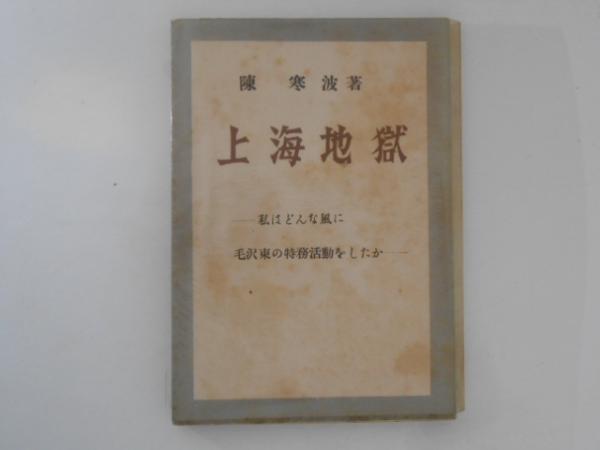 陳寒波著
上海地獄
——私はどんな風に
毛沢東の特務活動をしたか——